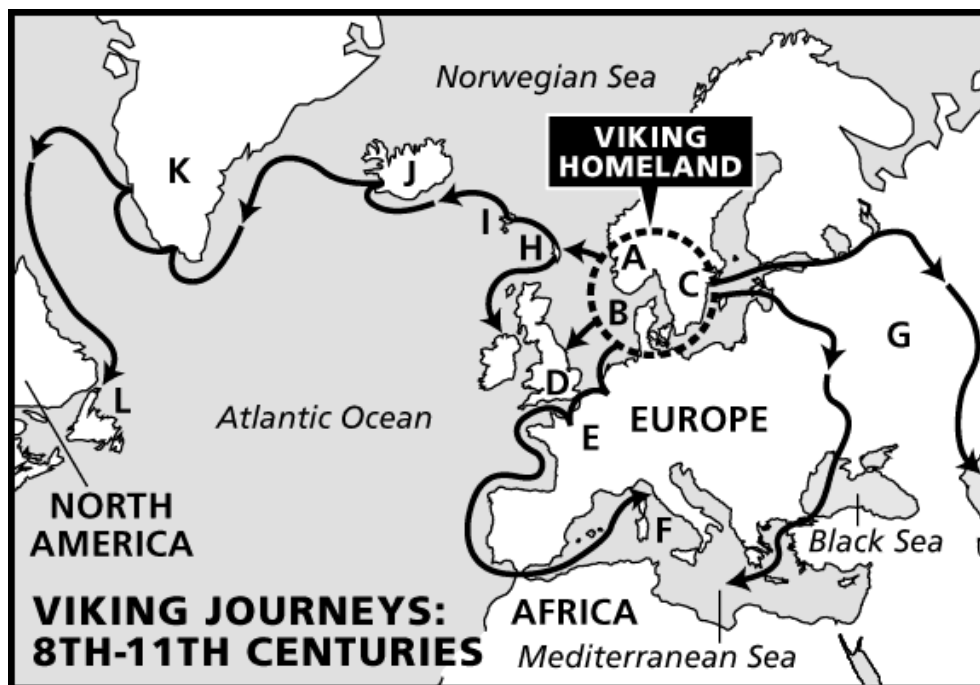 Norwegian Sea
VIKING
HOMELAND
K
J
I
H
A
C
B
G
D
L
Atlantic Ocean
E
EUROPE
NORTH
AMERICA
F
Black Sea
VIKING JOURNEYS:
8TH-11TH CENTURIES
AFRICA
Mediterranean Sea